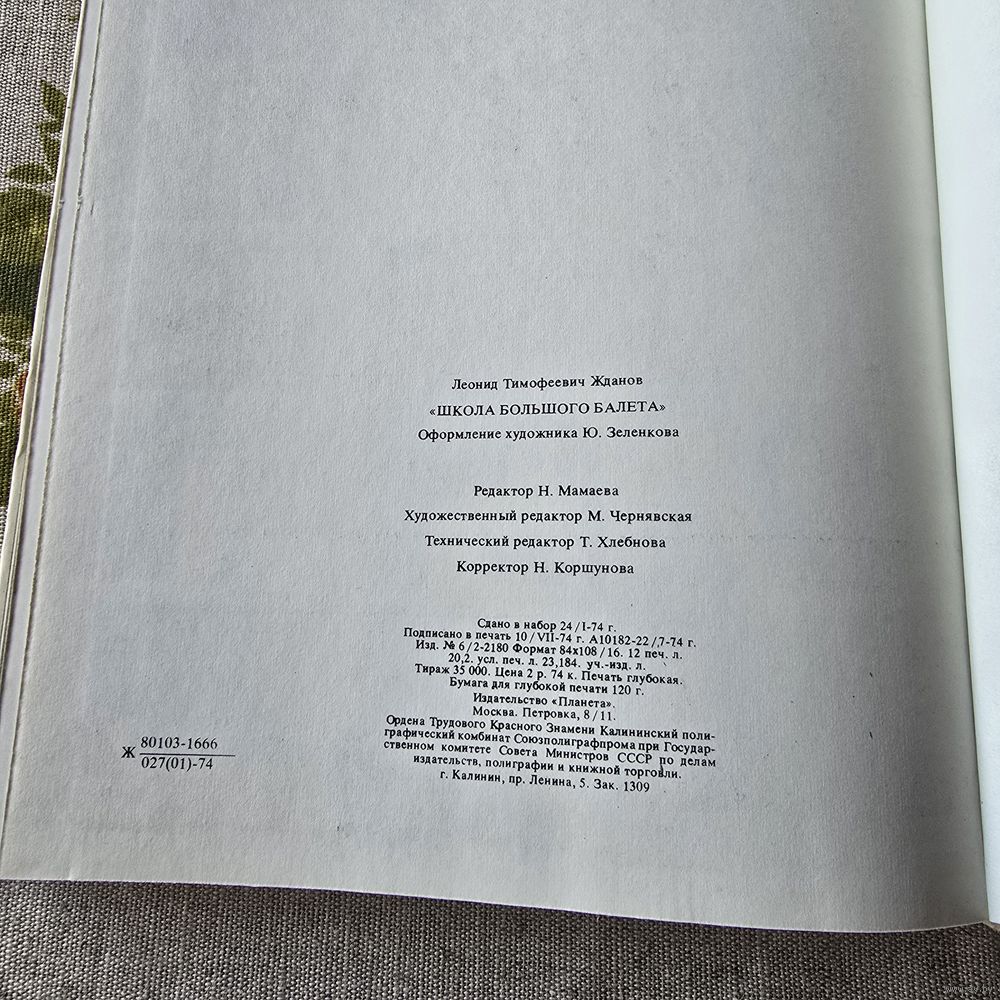 Леонид Тимофеевич Жданов
«ШКОЛА БОЛЬШОГО БАЛЕТА»
Оформление художника Ю. Зеленкова
Редактор Н. Мамаева
Художественный редактор М. Чернявская
Технический редактор Т. Хлебнова
Корректор Н. Коршунова
Сдано в набор 24/I-74 г.
Подписано в печать 10/VII-74 г. А10182-22/7-74 г.
Изд. № 6/2-2180 Формат 84х108/16. 12 печ. л.
20,2. усл. печ. л. 23,184. уч.-изд. л.
Тираж 35 000. Цена 2 р. 74 к. Печать глубокая.
Бумага для глубокой печати 120 г.
Издательство «Планета».
Москва. Петровка, 8/11.
Ордена Трудового Красного Знамени Калининский поли-
графический комбинат Союзполиграфпрома при Государ-
ственном комитете Совета Министров СССР по делам
издательств, полиграфии и книжной торговли.
г. Калинин, пр. Ленина, 5. Зак. 1309
Ж 80103-1666
027(01)-74